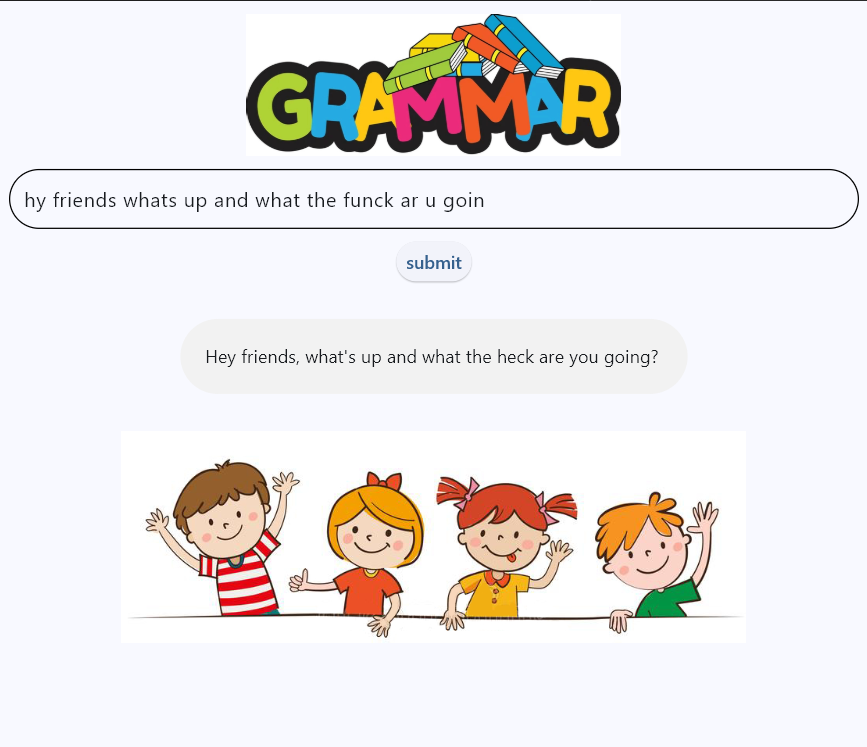 GRAMMAR
hy friends whats up and what the funck ar u goin
submit
Hey friends, what's up and what the heck are you going?